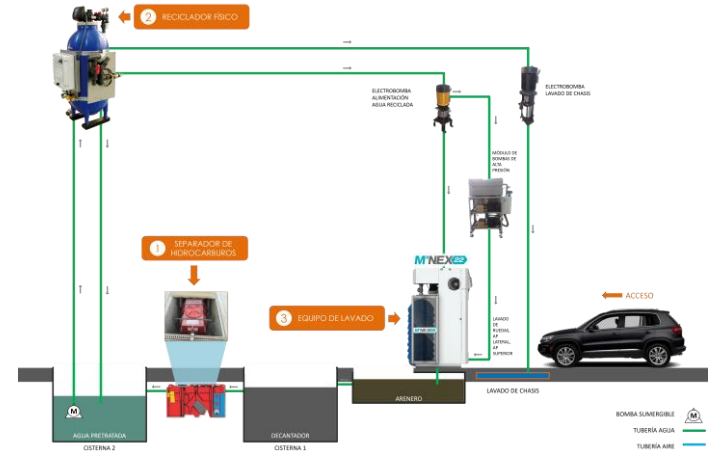 2 RECICLADOR FÍSICO
ELECTROBOMBA
ALIMENTACIÓN
AGUA RECICLADA
ELECTROBOMBA
LAVADO DE CHASIS
MÓDULO DE
BOMBAS DE
ALTA
PRESIÓN
1 SEPARADOR DE
HIDROCARBUROS
M'NEX22
3 EQUIPO DE LAVADO
ACCESO
LAVADO
DE
RUEDAS,
AP
LATERAL,
AP
SUPERIOR
LAVADO DE CHASIS
ARENERO
M
AGUA PRETRATADA
CISTERNA 2
DECANTADOR
CISTERNA 1
BOMBA SUMERGIBLE M
TUBERÍA AGUA
TUBERÍA AIRE